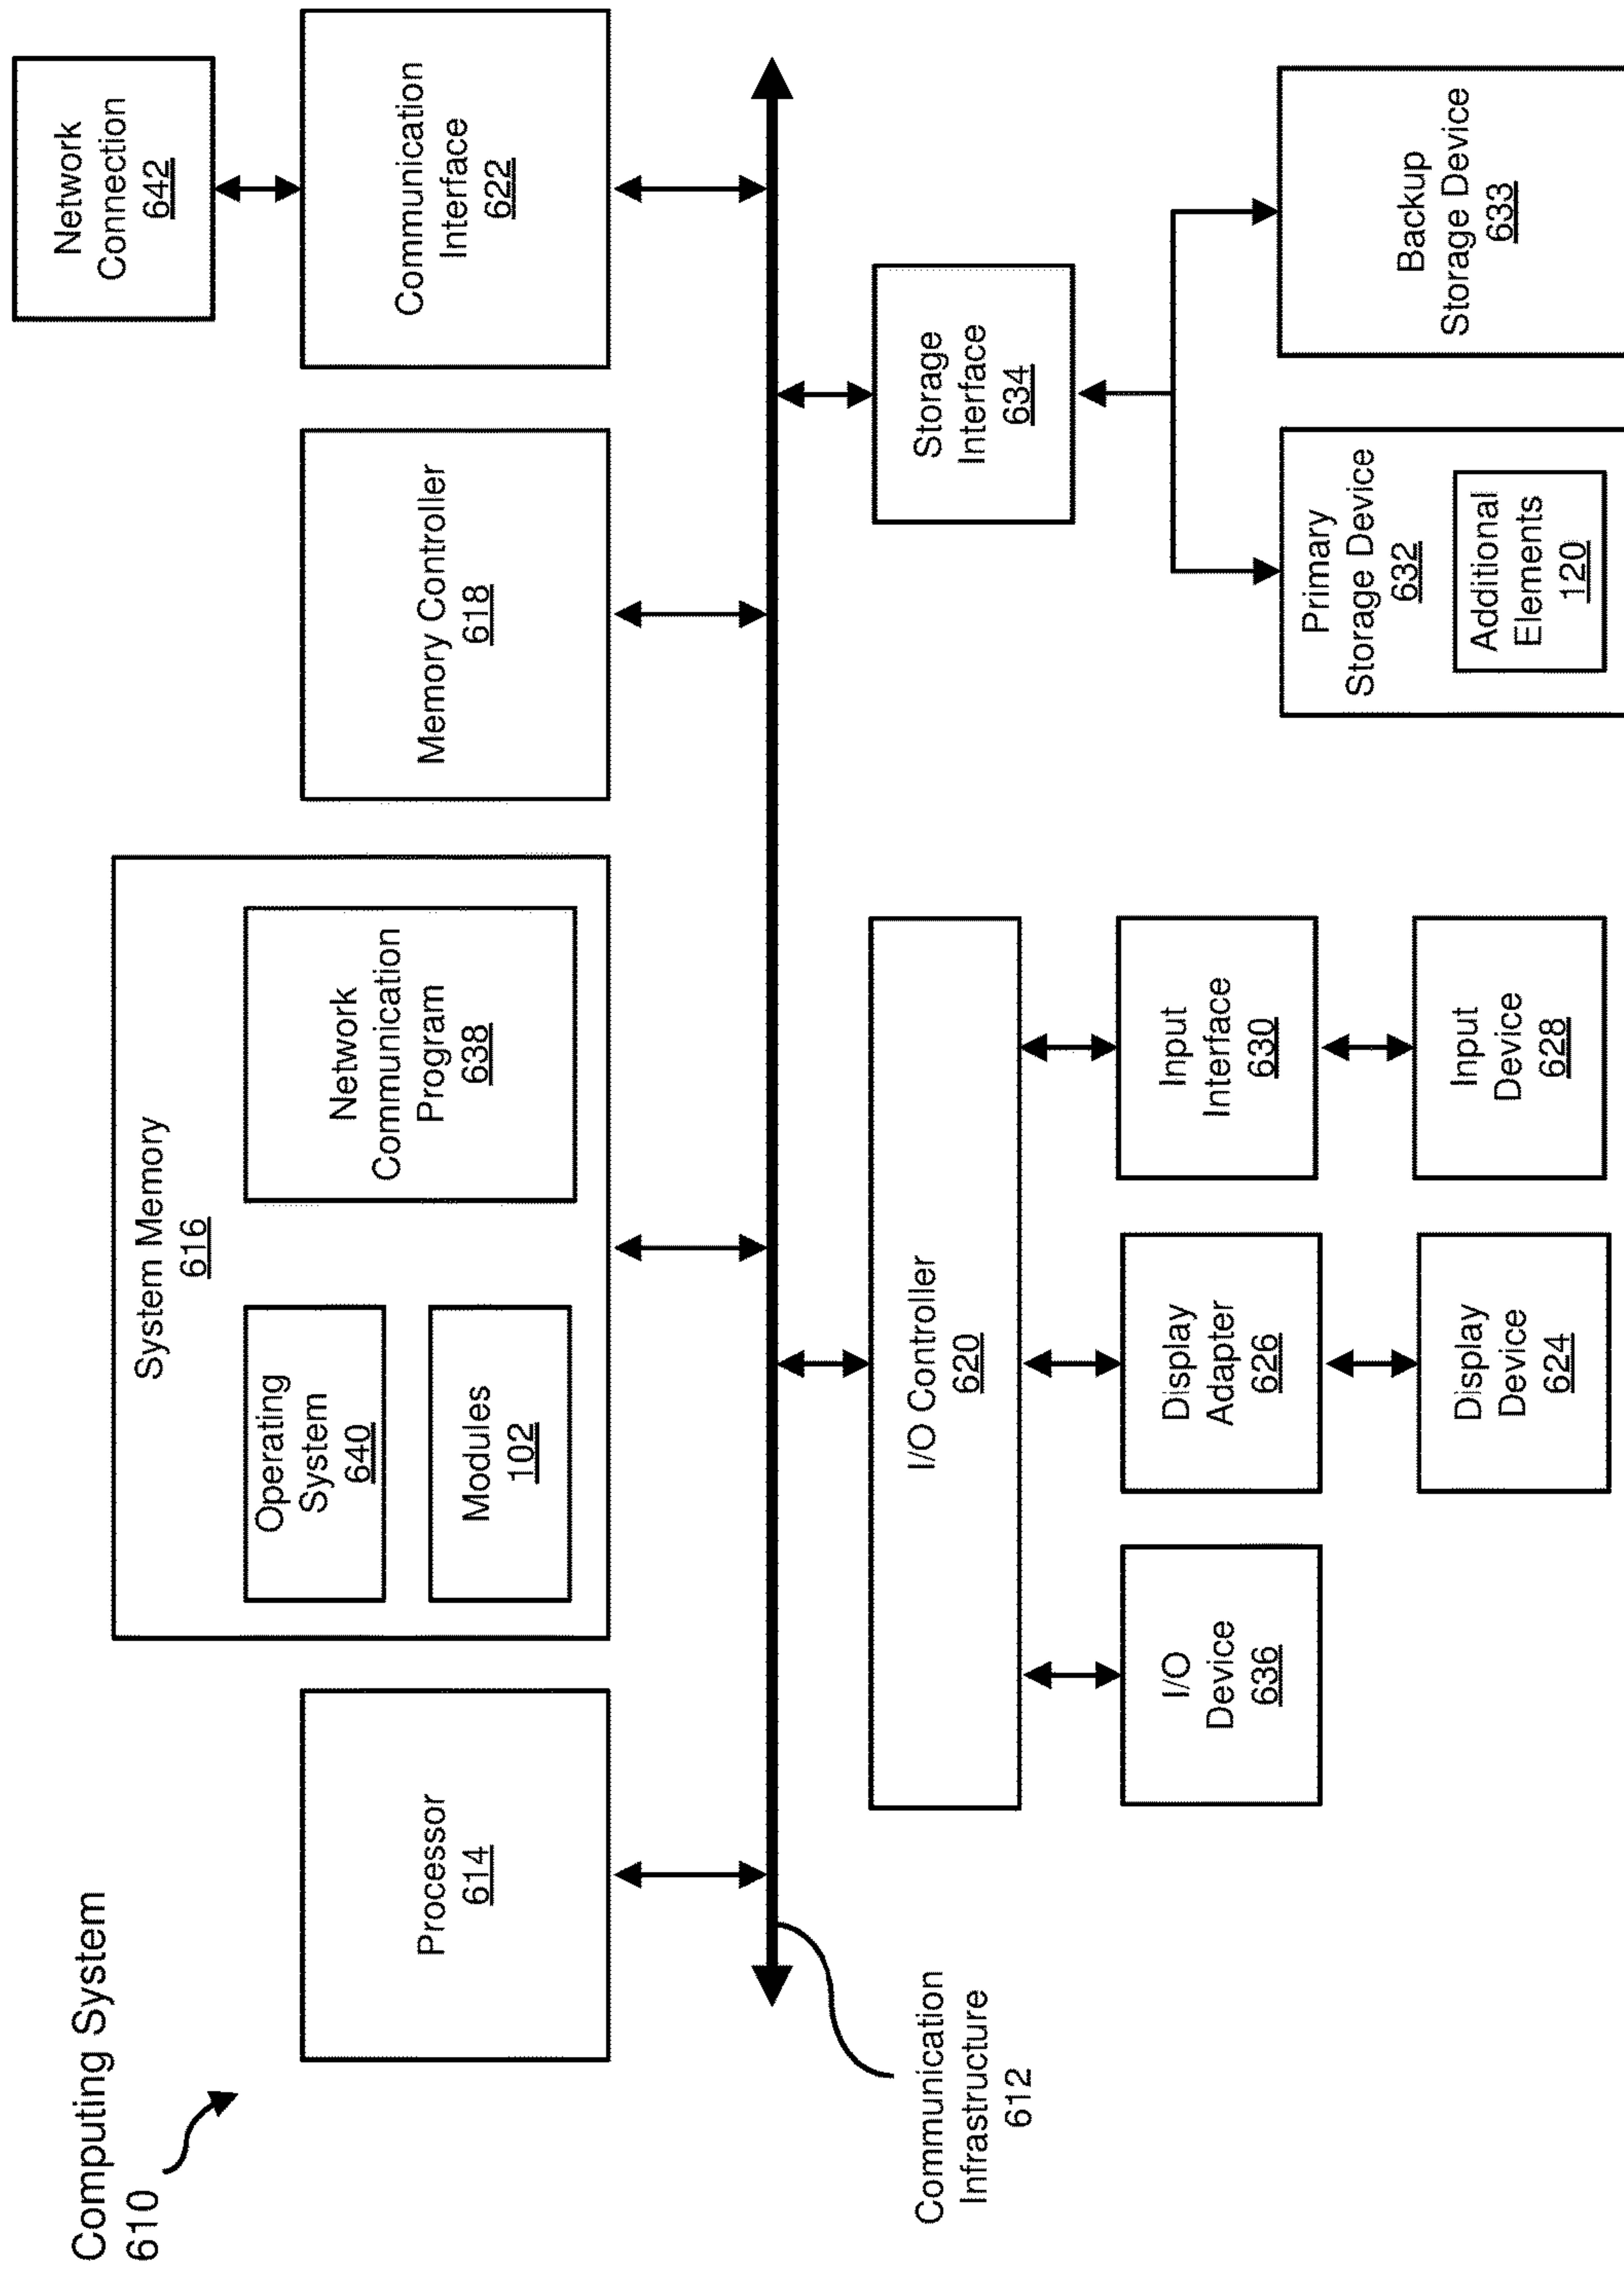 Computing System
610
Network
Connection
642
System Memory
616
Operating
System
640
Modules
102
Network
Communication
Program
638
Processor
614
Memory Controller
618
Communication
Interface
622
Communication
Infrastructure
612
I/O Controller
620
Storage
Interface
634
I/O
Device
636
Display
Adapter
626
Input
Interface
630
Display
Device
624
Input
Device
628
Primary
Storage Device
632
Additional
Elements
120
Backup
Storage Device
633